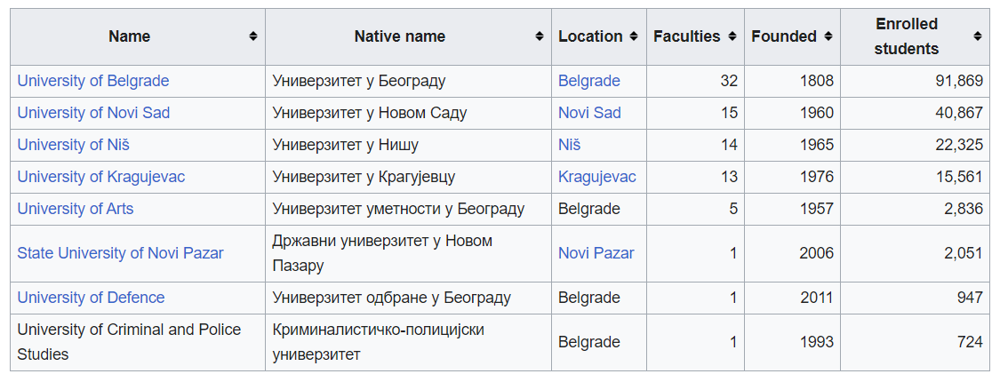 Name Native name Location Faculties Founded Enrolled students
University of Belgrade Универзитет у Београду Belgrade 32 1808 91,869
University of Novi Sad Универзитет у Новом Саду Novi Sad 15 1960 40,867
University of Niš Универзитет у Нишу Niš 14 1965 22,325
University of Kragujevac Универзитет у Крагујевцу Kragujevac 13 1976 15,561
University of Arts Универзитет уметности у Београду Belgrade 5 1957 2,836
State University of Novi Pazar Државни универзитет у Новом Пазару Novi Pazar 1 2006 2,051
University of Defence Универзитет одбране у Београду Belgrade 1 2011 947
University of Criminal and Police Studies Криминалистичко-полицијски универзитет Belgrade 1 1993 724